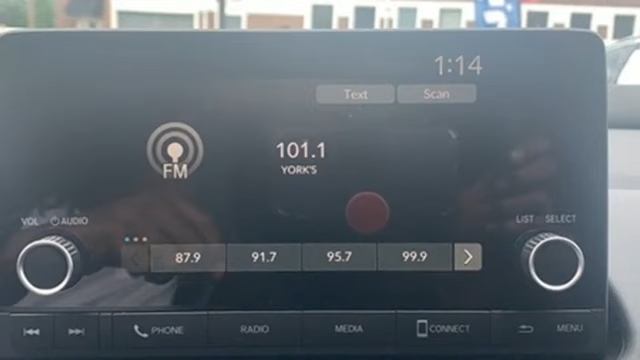 1:14
Text Scan
FM
101.1
YORK'S
VOL AUDIO
LIST SELECT
87.9 91.7 95.7 99.9
PHONE RADIO MEDIA CONNECT MENU